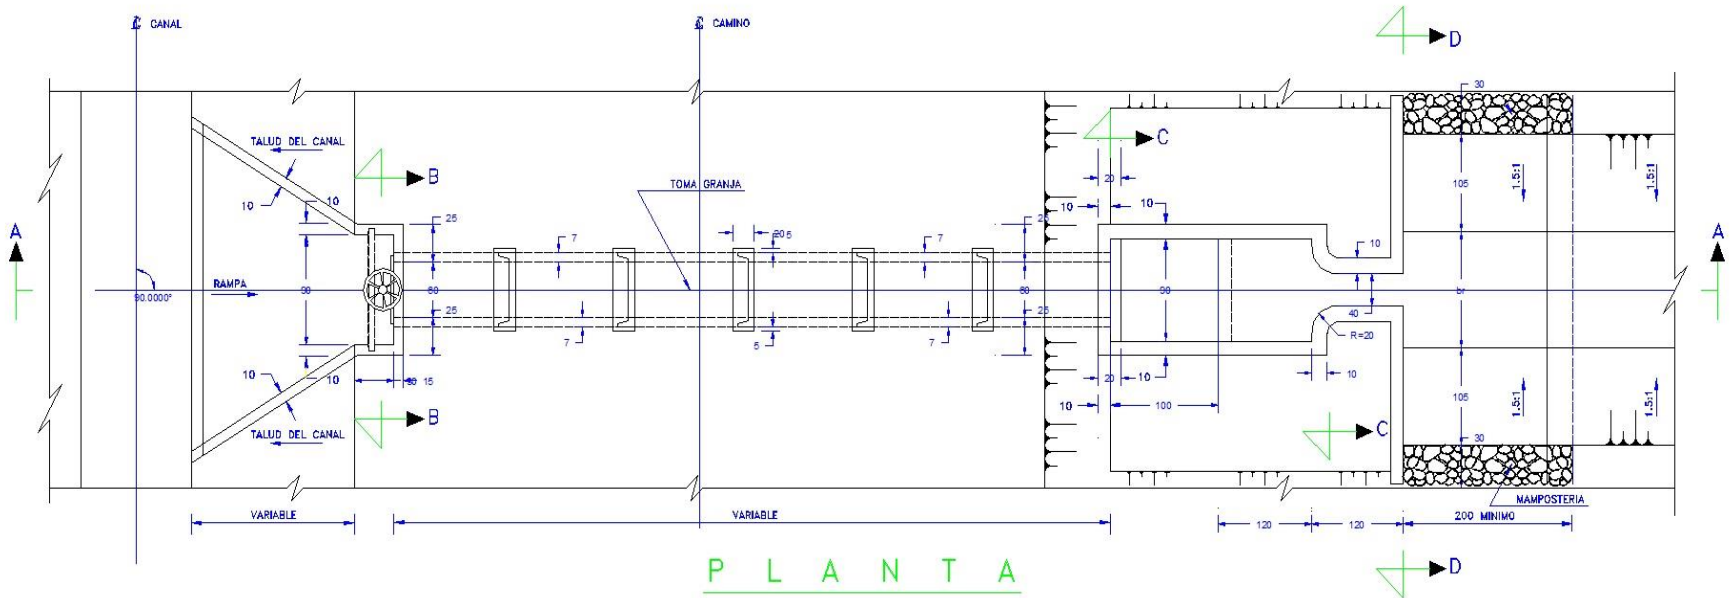 ℄ CANAL
℄ CAMINO
D
30
TALUD DEL CANAL
B
C
1.5:1
1.5:1
105
TOMA GRANJA
20
10
10
10
10
10
25
7
20
5
7
25
10
A
A
90.0000°
RAMPA
90
60
60
90
br
25
25
40
R=20
7
5
7
10
10
15
20
10
10
10
100
105
1.5:1
1.5:1
TALUD DEL CANAL
B
C
30
MAMPOSTERIA
VARIABLE
VARIABLE
120
120
200 MINIMO
PLANTA
D